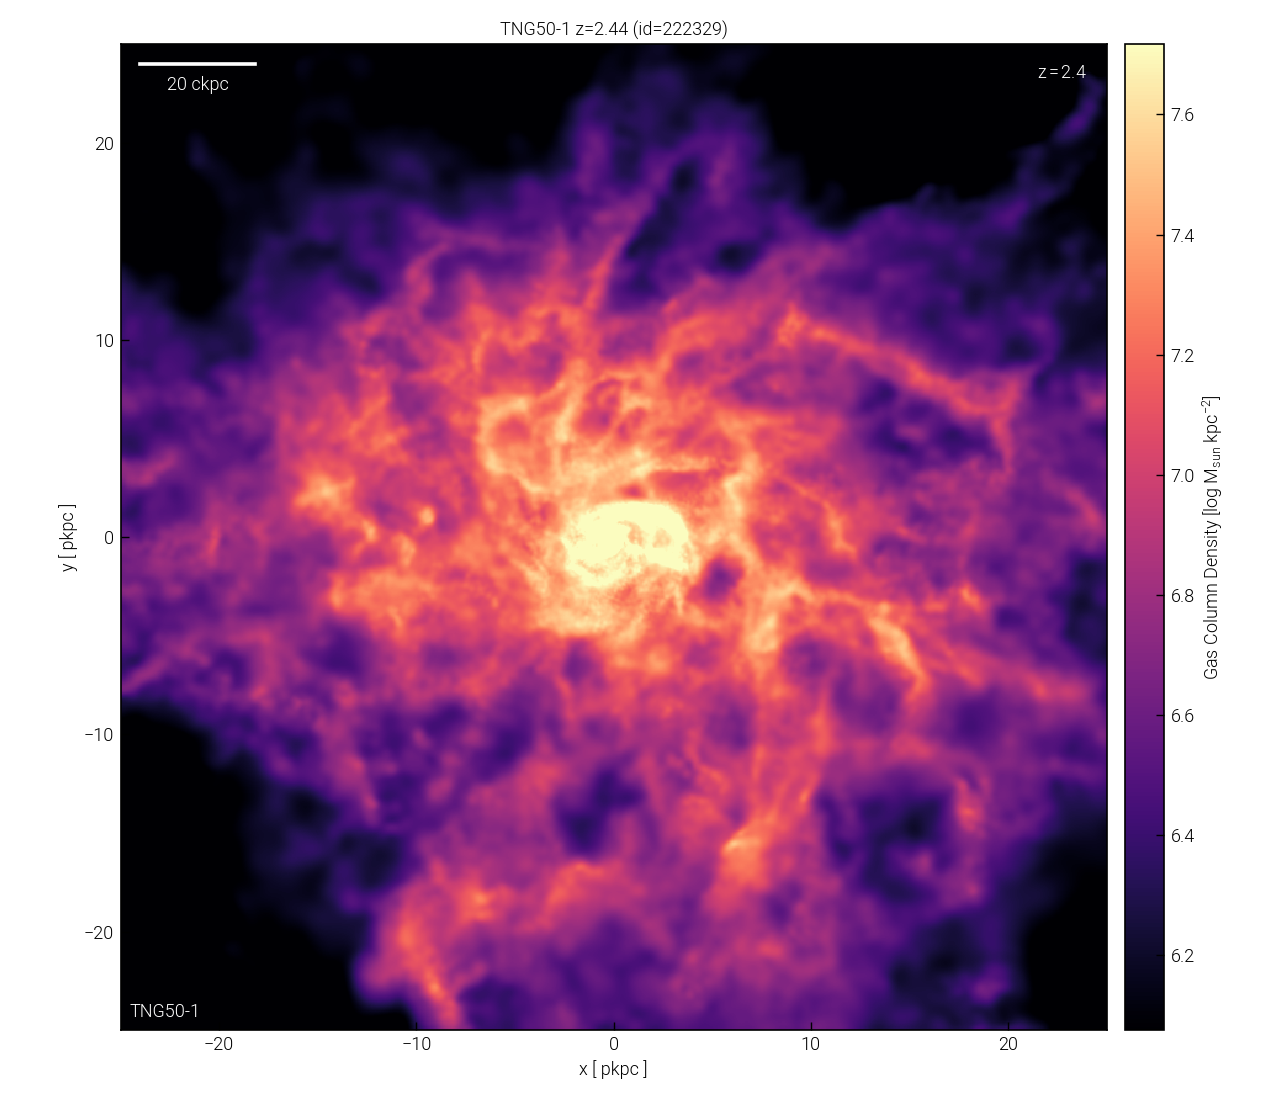 TNG50-1 z=2.44 (id=222329)
20 ckpc
z=2.4
TNG50-1
20
10
0
−10
−20
y [ pkpc ]
−20
−10
0
10
20
x [ pkpc ]
7.6
7.4
7.2
7.0
6.8
6.6
6.4
6.2
Gas Column Density [log M_sun kpc⁻²]